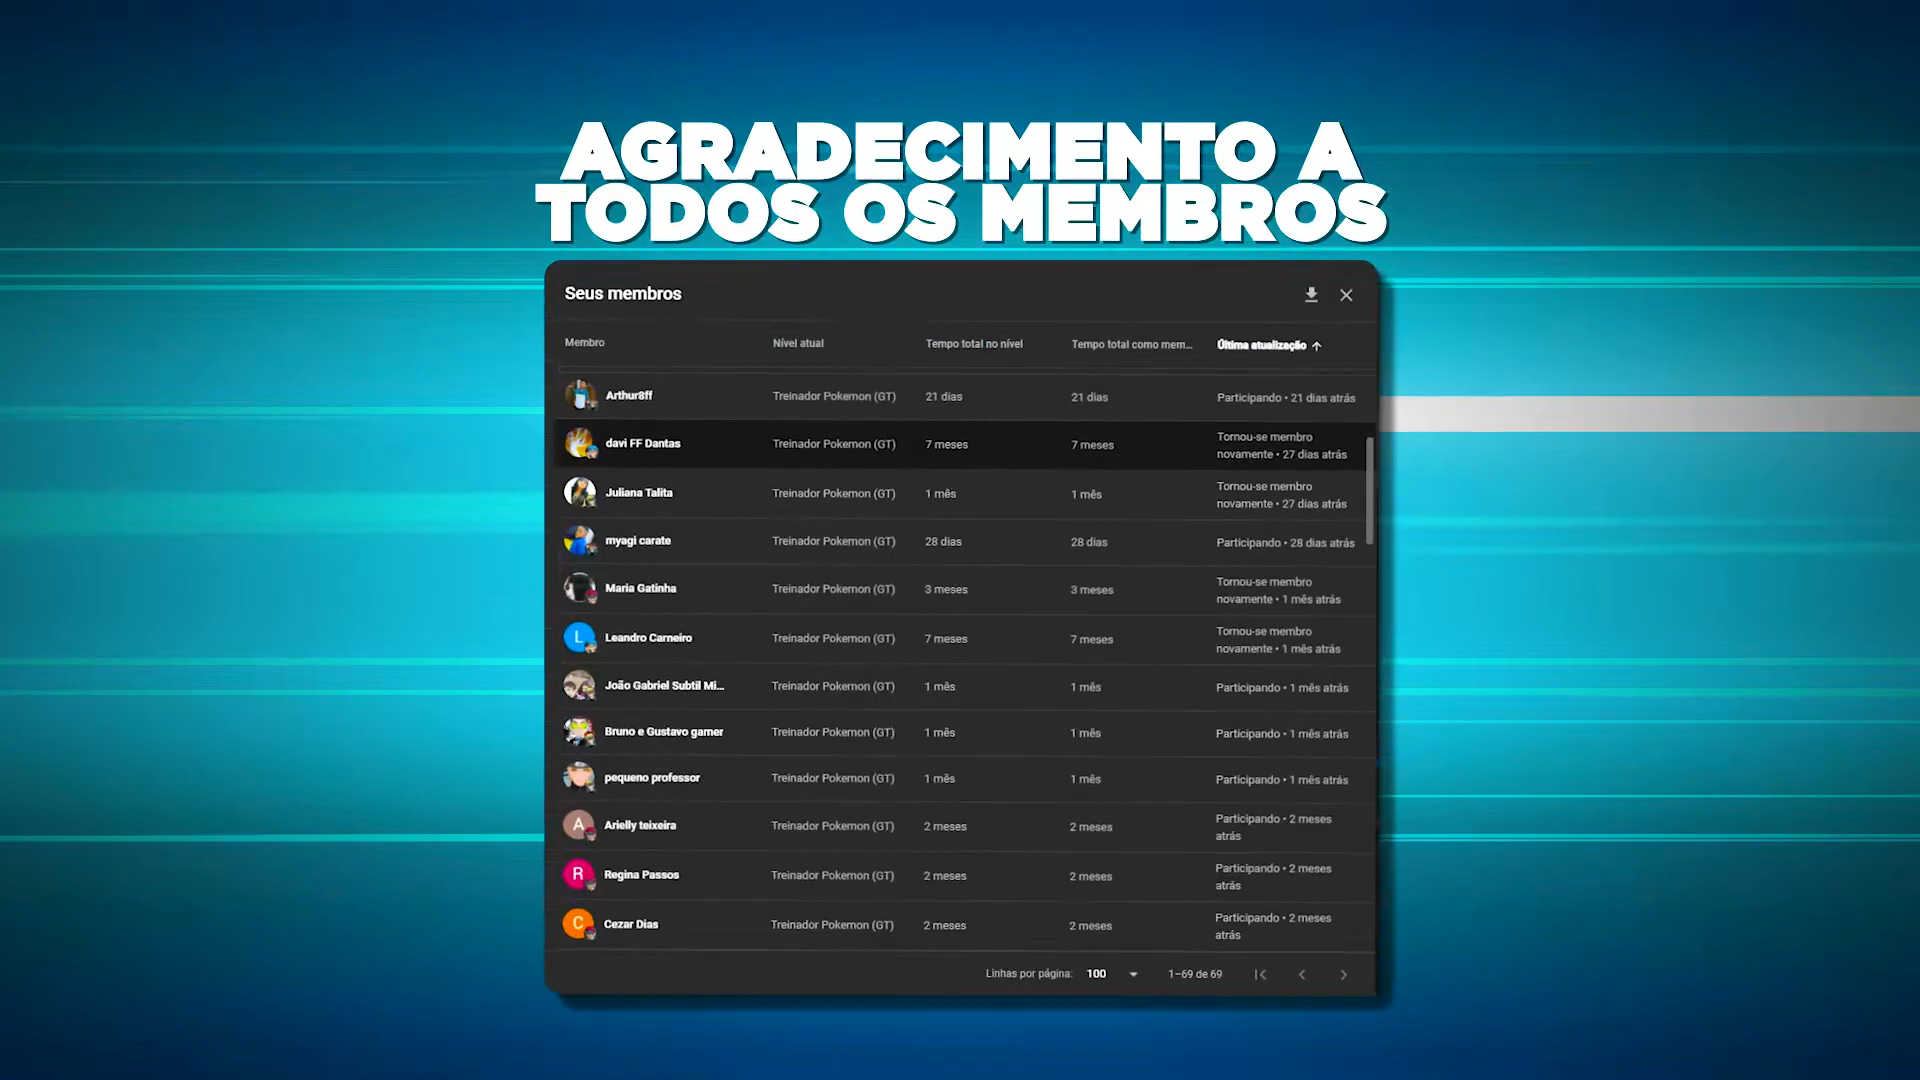 AGRADECIMENTO A
TODOS OS MEMBROS
Seus membros
Membro Nível atual Tempo total no nível Tempo total como mem... Última atualização
Arthur8ff Treinador Pokemon (GT) 21 dias 21 dias Participando • 21 dias atrás
davi FF Dantas Treinador Pokemon (GT) 7 meses 7 meses Tornou-se membro
novamente • 27 dias atrás
Juliana Talita Treinador Pokemon (GT) 1 mês 1 mês Tornou-se membro
novamente • 27 dias atrás
myagi carate Treinador Pokemon (GT) 28 dias 28 dias Participando • 28 dias atrás
Maria Gatinha Treinador Pokemon (GT) 3 meses 3 meses Tornou-se membro
novamente • 1 mês atrás
L Leandro Carneiro Treinador Pokemon (GT) 7 meses 7 meses Tornou-se membro
novamente • 1 mês atrás
João Gabriel Subtil Mi... Treinador Pokemon (GT) 1 mês 1 mês Participando • 1 mês atrás
Bruno e Gustavo gamer Treinador Pokemon (GT) 1 mês 1 mês Participando • 1 mês atrás
pequeno professor Treinador Pokemon (GT) 1 mês 1 mês Participando • 1 mês atrás
A Arielly teixeira Treinador Pokemon (GT) 2 meses 2 meses Participando • 2 meses
atrás
R Regina Passos Treinador Pokemon (GT) 2 meses 2 meses Participando • 2 meses
atrás
C Cezar Dias Treinador Pokemon (GT) 2 meses 2 meses Participando • 2 meses
atrás
Linhas por página: 100 1–69 de 69